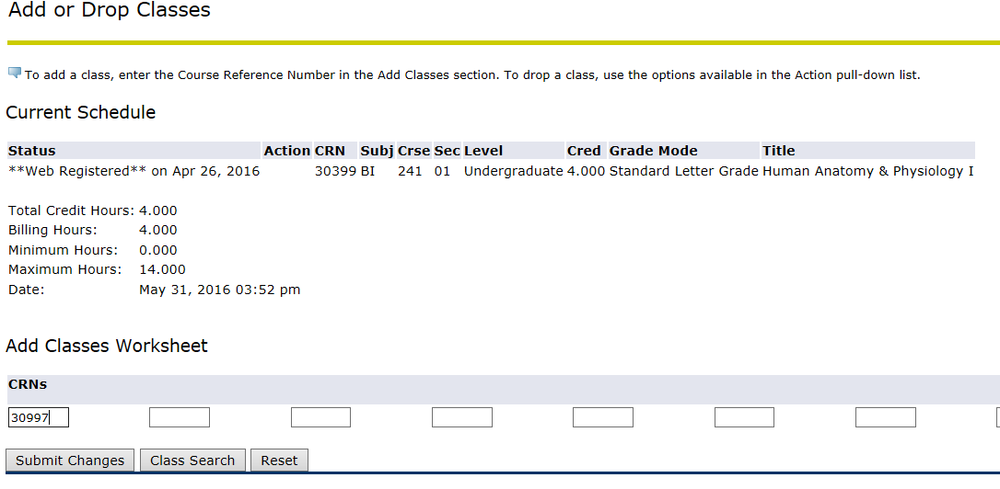 Add or Drop Classes
To add a class, enter the Course Reference Number in the Add Classes section. To drop a class, use the options available in the Action pull-down list.
Current Schedule
Status Action CRN Subj Crse Sec Level Cred Grade Mode Title
**Web Registered** on Apr 26, 2016 30399 BI 241 01 Undergraduate 4.000 Standard Letter Grade Human Anatomy & Physiology I
Total Credit Hours: 4.000
Billing Hours: 4.000
Minimum Hours: 0.000
Maximum Hours: 14.000
Date: May 31, 2016 03:52 pm
Add Classes Worksheet
CRNs
30997
Submit Changes Class Search Reset